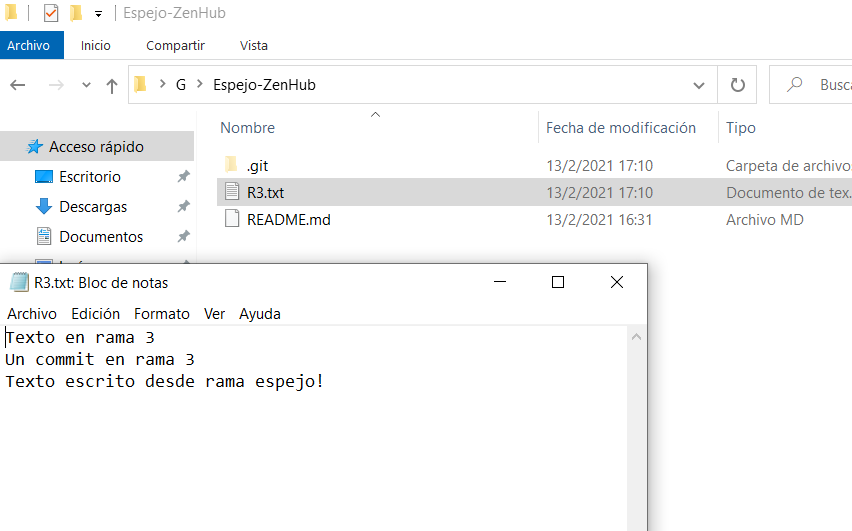 Espejo-ZenHub
Archivo Inicio Compartir Vista
G Espejo-ZenHub Busca
Nombre Fecha de modificación Tipo
Acceso rápido
.git 13/2/2021 17:10 Carpeta de archivos
Escritorio
R3.txt 13/2/2021 17:10 Documento de tex...
Descargas
README.md 13/2/2021 16:31 Archivo MD
Documentos
R3.txt: Bloc de notas
Archivo Edición Formato Ver Ayuda
Texto en rama 3
Un commit en rama 3
Texto escrito desde rama espejo!